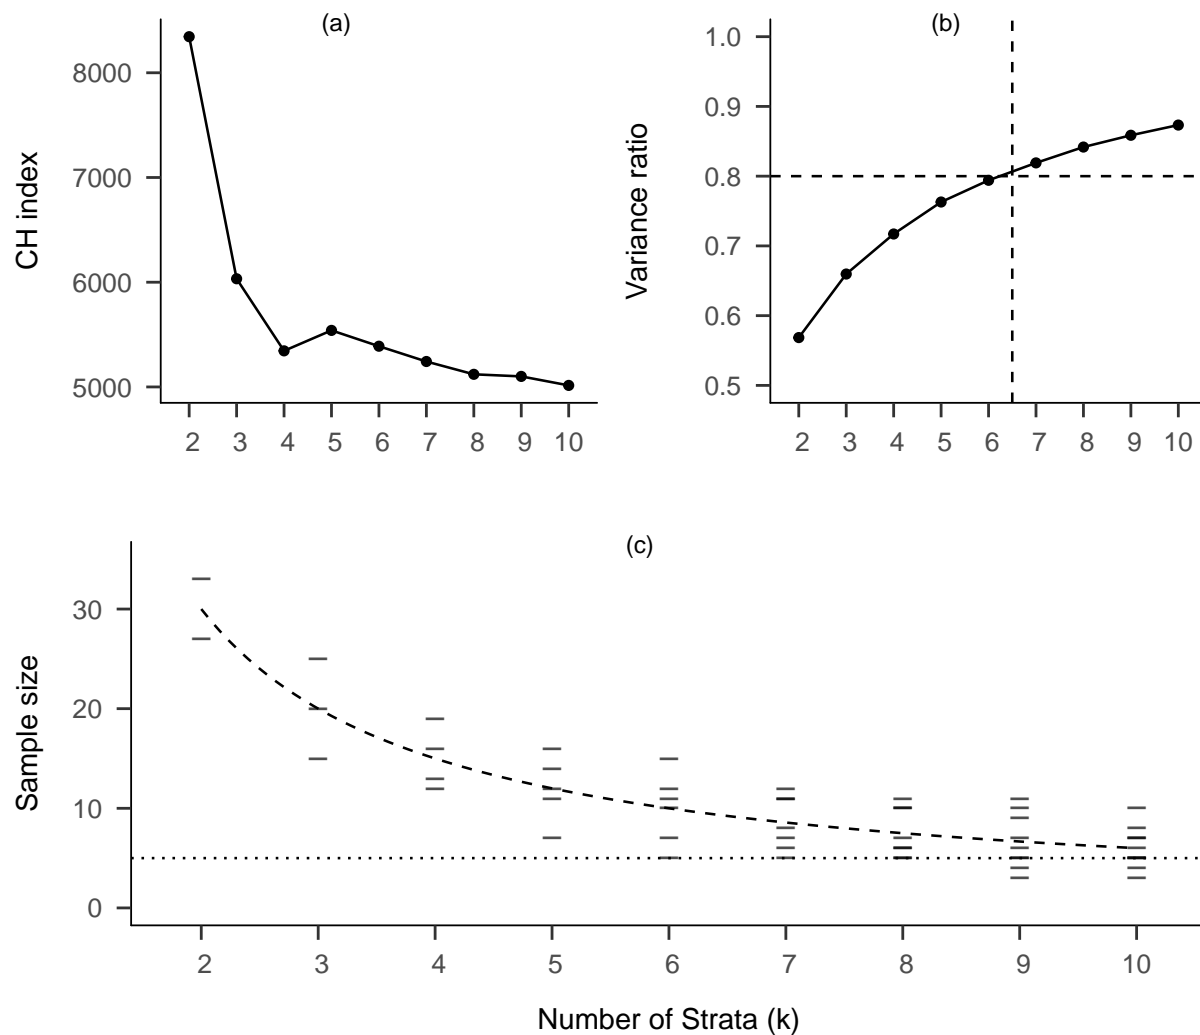 (a)
CH index
8000
7000
6000
5000
2 3 4 5 6 7 8 9 10
(b)
Variance ratio
1.0
0.9
0.8
0.7
0.6
0.5
2 3 4 5 6 7 8 9 10
(c)
Sample size
30
20
10
0
2 3 4 5 6 7 8 9 10
Number of Strata (k)